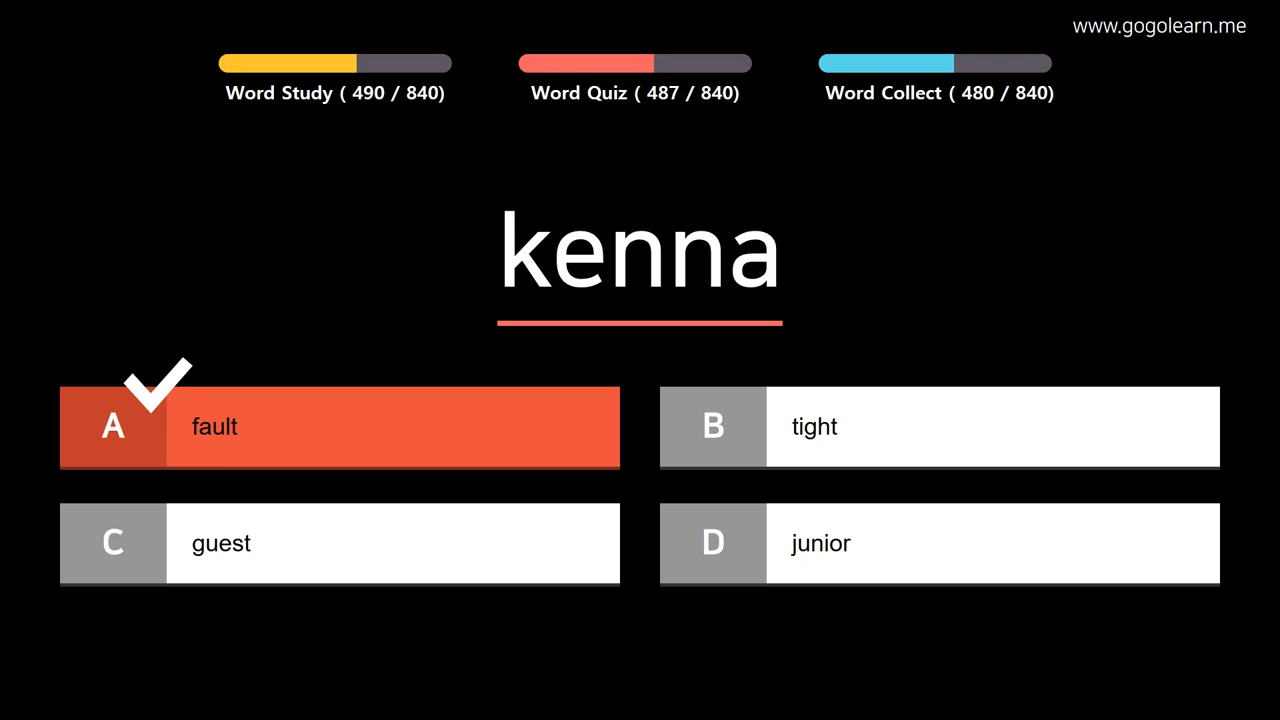 www.gogolearn.me
Word Study ( 490 / 840)
Word Quiz ( 487 / 840)
Word Collect ( 480 / 840)
kenna
A fault
B tight
C guest
D junior